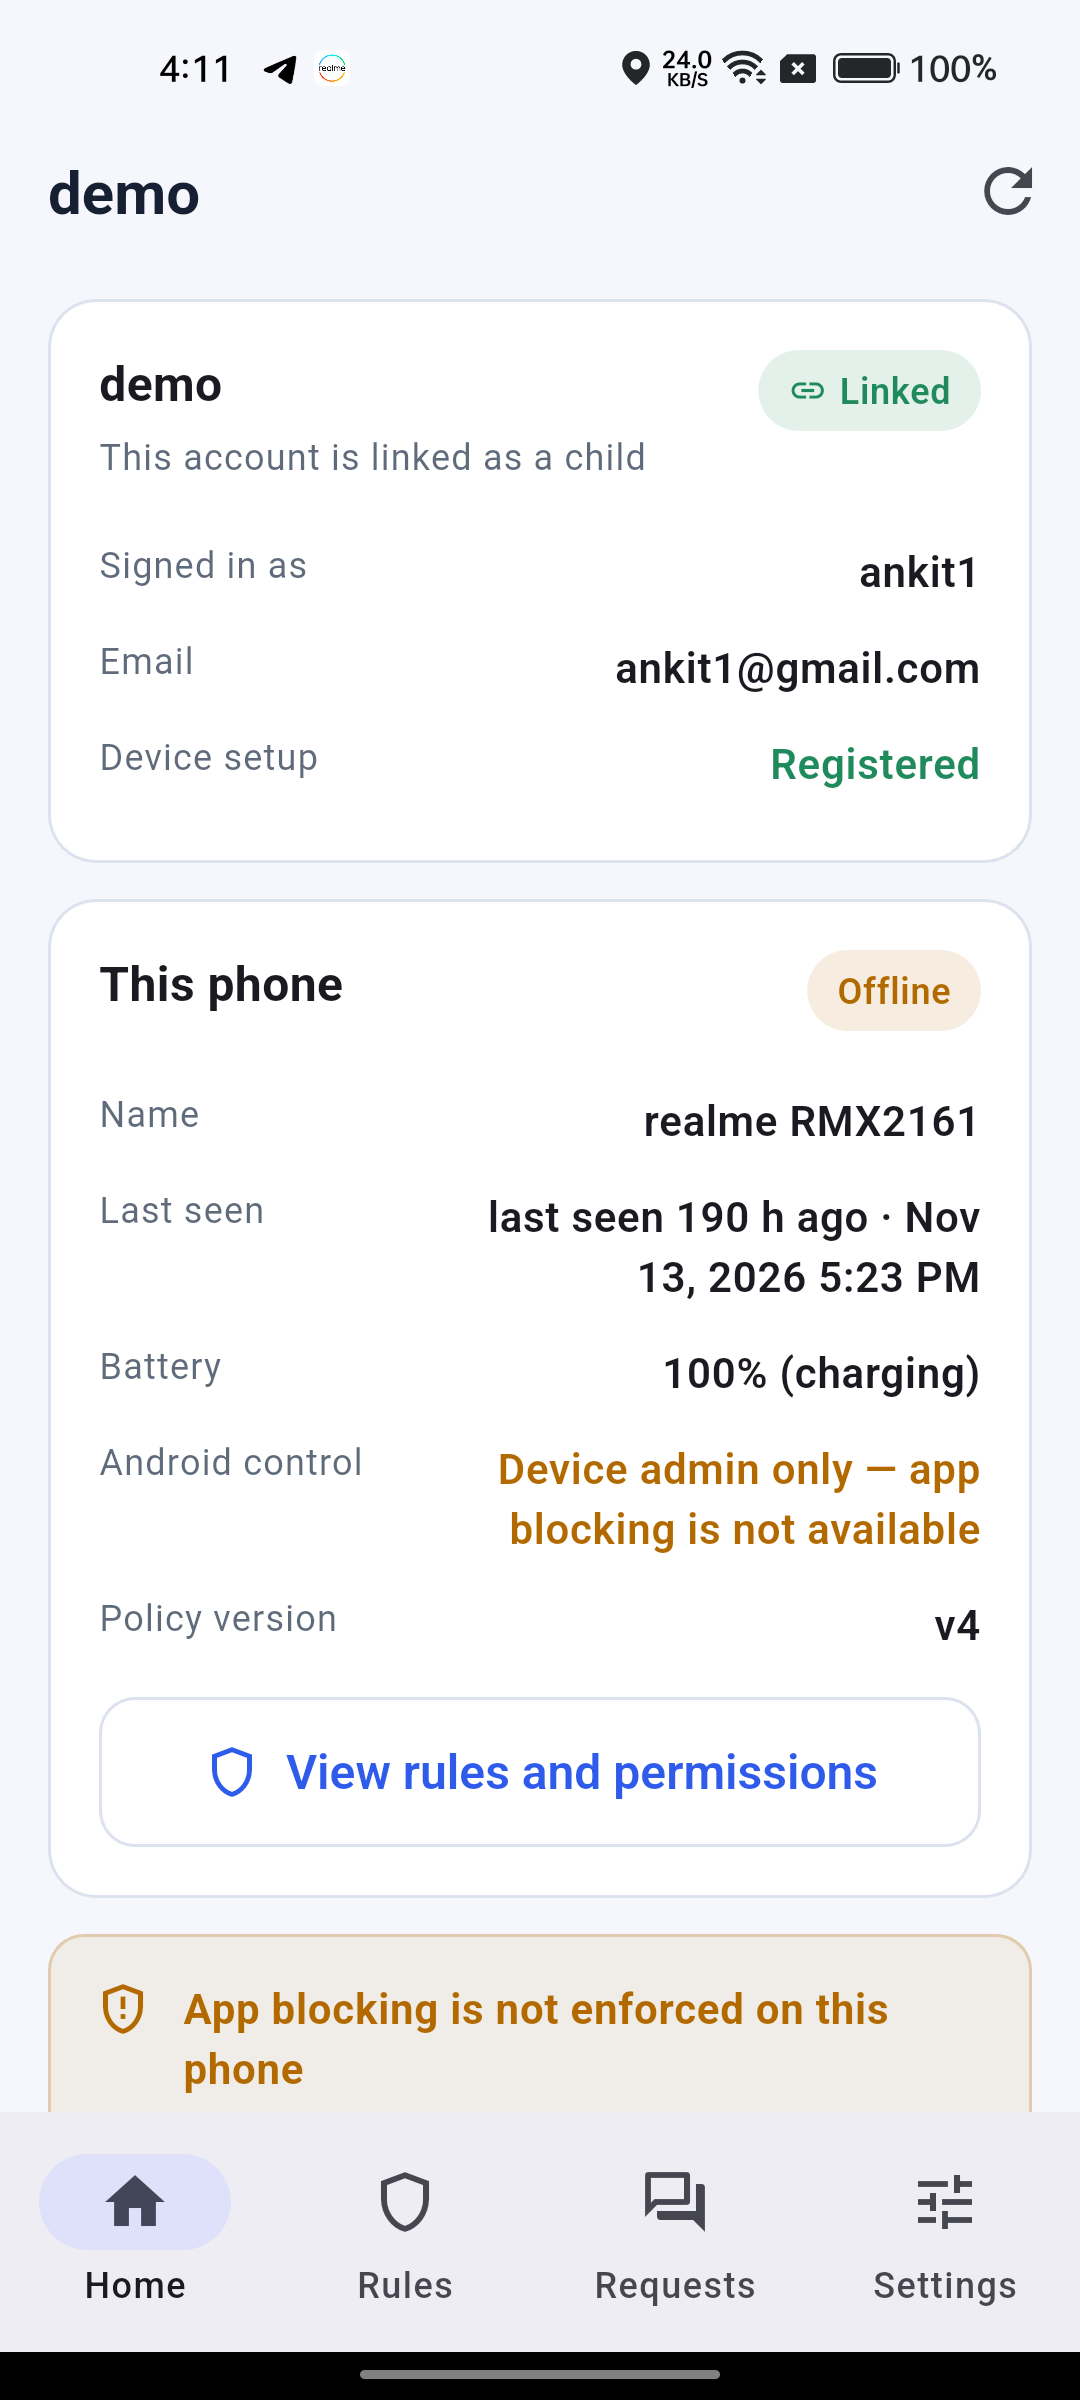 4:11
realme
24.0
KB/S
100%
demo
demo
Linked
This account is linked as a child
Signed in as
ankit1
Email
ankit1@gmail.com
Device setup
Registered
This phone
Offline
Name
realme RMX2161
Last seen
last seen 190 h ago · Nov
13, 2026 5:23 PM
Battery
100% (charging)
Android control
Device admin only — app
blocking is not available
Policy version
v4
View rules and permissions
App blocking is not enforced on this
phone
Home
Rules
Requests
Settings